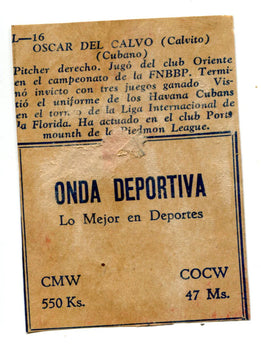 L-16
OSCAR DEL CALVO (Calvito)
(Cubano)
Pitcher derecho. Jugó del club Oriente
en el campeonato de la FNBBP. Termi-
nó invicto con tres juegos ganado. Vis-
tió el uniforme de los Havana Cubans
en el torneo de la Liga Internacional de
la Florida. Ha actuado en el club Ports
mounth de la Piedmon League.
ONDA DEPORTIVA
Lo Mejor en Deportes
CMW COCW
550 Ks. 47 Ms.